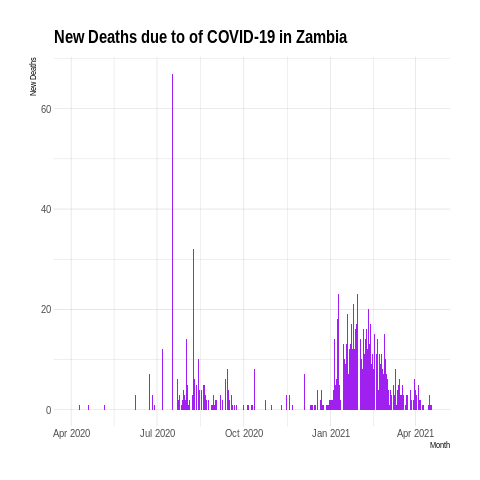 New Deaths due to of COVID-19 in Zambia
New Deaths
60
40
20
0
Apr 2020 Jul 2020 Oct 2020 Jan 2021 Apr 2021
Month